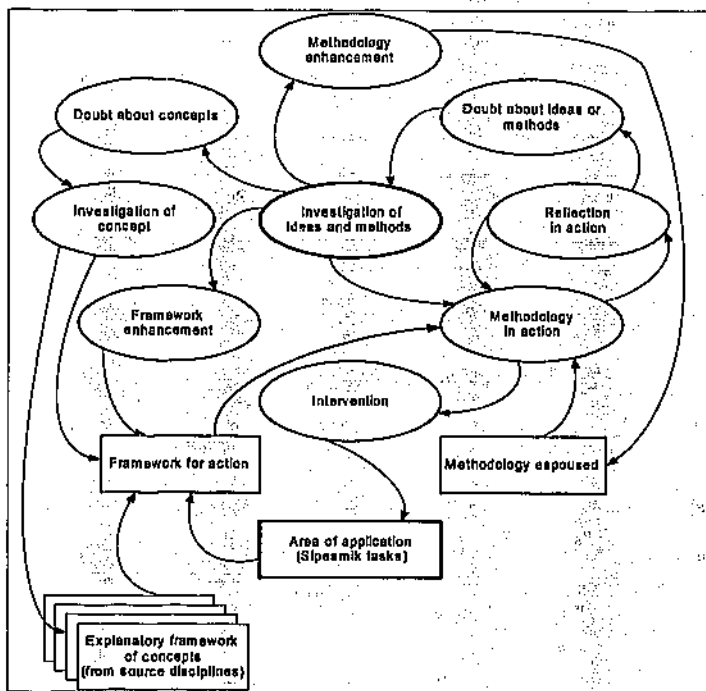 Methodology
enhancement
Doubt about concepts
Doubt about ideas or
methods
Investigation of
concept
Investigation of
ideas and methods
Reflection
in action
Framework
enhancement
Methodology
in action
Intervention
Framework for action
Methodology espoused
Area of application
(Sipesmik tasks)
Explanatory framework
of concepts
(from source disciplines)